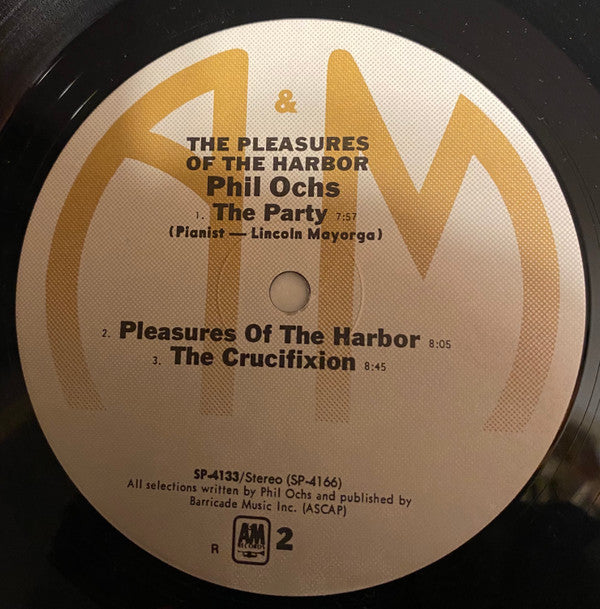 A & M
THE PLEASURES
OF THE HARBOR
Phil Ochs
1. The Party 7:57
(Pianist — Lincoln Mayorga)
2. Pleasures Of The Harbor 8:05
3. The Crucifixion 8:45
SP-4133/Stereo (SP-4166)
All selections written by Phil Ochs and published by
Barricade Music Inc. (ASCAP)
R AM RECORDS 2